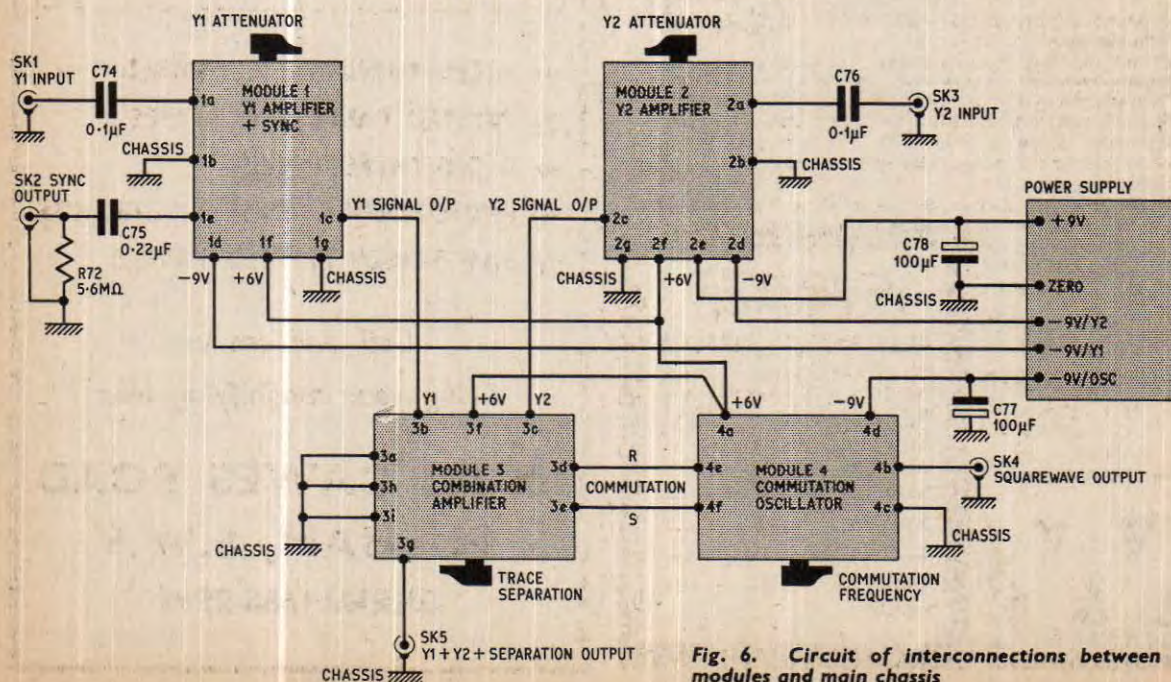 Y1 ATTENUATOR
Y2 ATTENUATOR
SK1
Y1 INPUT
C74
0·1µF
1a
MODULE 1
Y1 AMPLIFIER
+ SYNC
CHASSIS
1b
SK2 SYNC
OUTPUT
C75
0·22µF
1e
R72
5·6MΩ
1c
Y1 SIGNAL O/P
1d
1f
1g
−9V
+6V
CHASSIS
MODULE 2
Y2 AMPLIFIER
2a
C76
0·1µF
SK3
Y2 INPUT
2b
CHASSIS
Y2 SIGNAL O/P
2c
2g
2f
2e
2d
CHASSIS
+6V
−9V
POWER SUPPLY
+9V
C78
100µF
CHASSIS
ZERO
−9V/Y2
−9V/Y1
−9V/OSC
C77
100µF
Y1
+6V
Y2
3b
3f
3c
3a
3h
3i
MODULE 3
COMBINATION
AMPLIFIER
3d
3e
3g
CHASSIS
R
COMMUTATION
S
TRACE
SEPARATION
+6V
−9V
4a
4d
4e
4f
MODULE 4
COMMUTATION
OSCILLATOR
4b
4c
SK4
SQUAREWAVE OUTPUT
CHASSIS
COMMUTATION
FREQUENCY
SK5
Y1+Y2+SEPARATION OUTPUT
CHASSIS
Fig. 6. Circuit of interconnections between
modules and main chassis